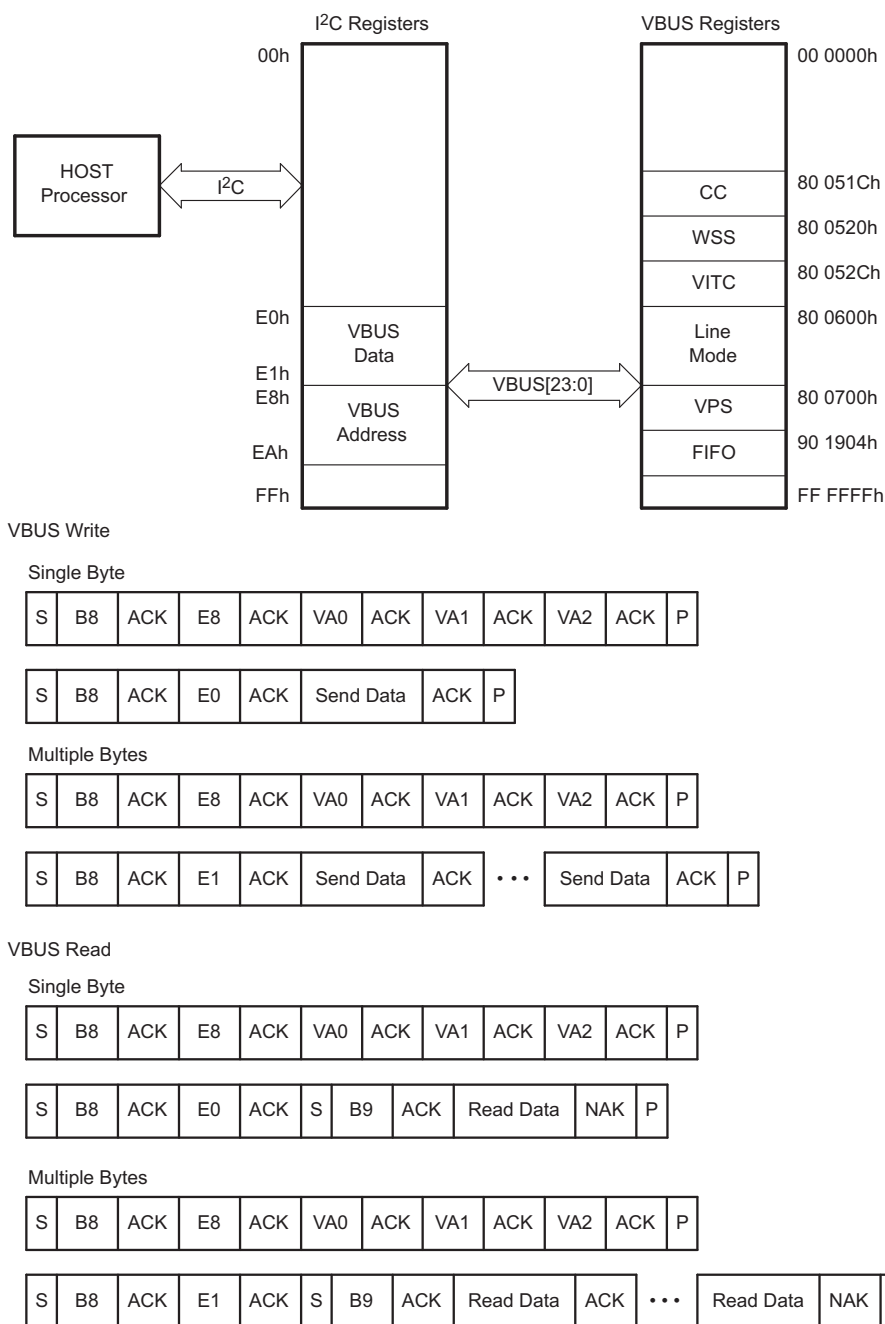 I2C Registers VBUS Registers
00h 00 0000h
HOST
Processor
I2C
CC 80 051Ch
WSS 80 0520h
VITC 80 052Ch
E0h VBUS
Data
E1h
Line
Mode 80 0600h
VBUS[23:0]
E8h VBUS
Address
EAh
VPS 80 0700h
FIFO 90 1904h
FFh FF FFFFh
VBUS Write
Single Byte
S B8 ACK E8 ACK VA0 ACK VA1 ACK VA2 ACK P
S B8 ACK E0 ACK Send Data ACK P
Multiple Bytes
S B8 ACK E8 ACK VA0 ACK VA1 ACK VA2 ACK P
S B8 ACK E1 ACK Send Data ACK • • • Send Data ACK P
VBUS Read
Single Byte
S B8 ACK E8 ACK VA0 ACK VA1 ACK VA2 ACK P
S B8 ACK E0 ACK S B9 ACK Read Data NAK P
Multiple Bytes
S B8 ACK E8 ACK VA0 ACK VA1 ACK VA2 ACK P
S B8 ACK E1 ACK S B9 ACK Read Data ACK • • • Read Data NAK